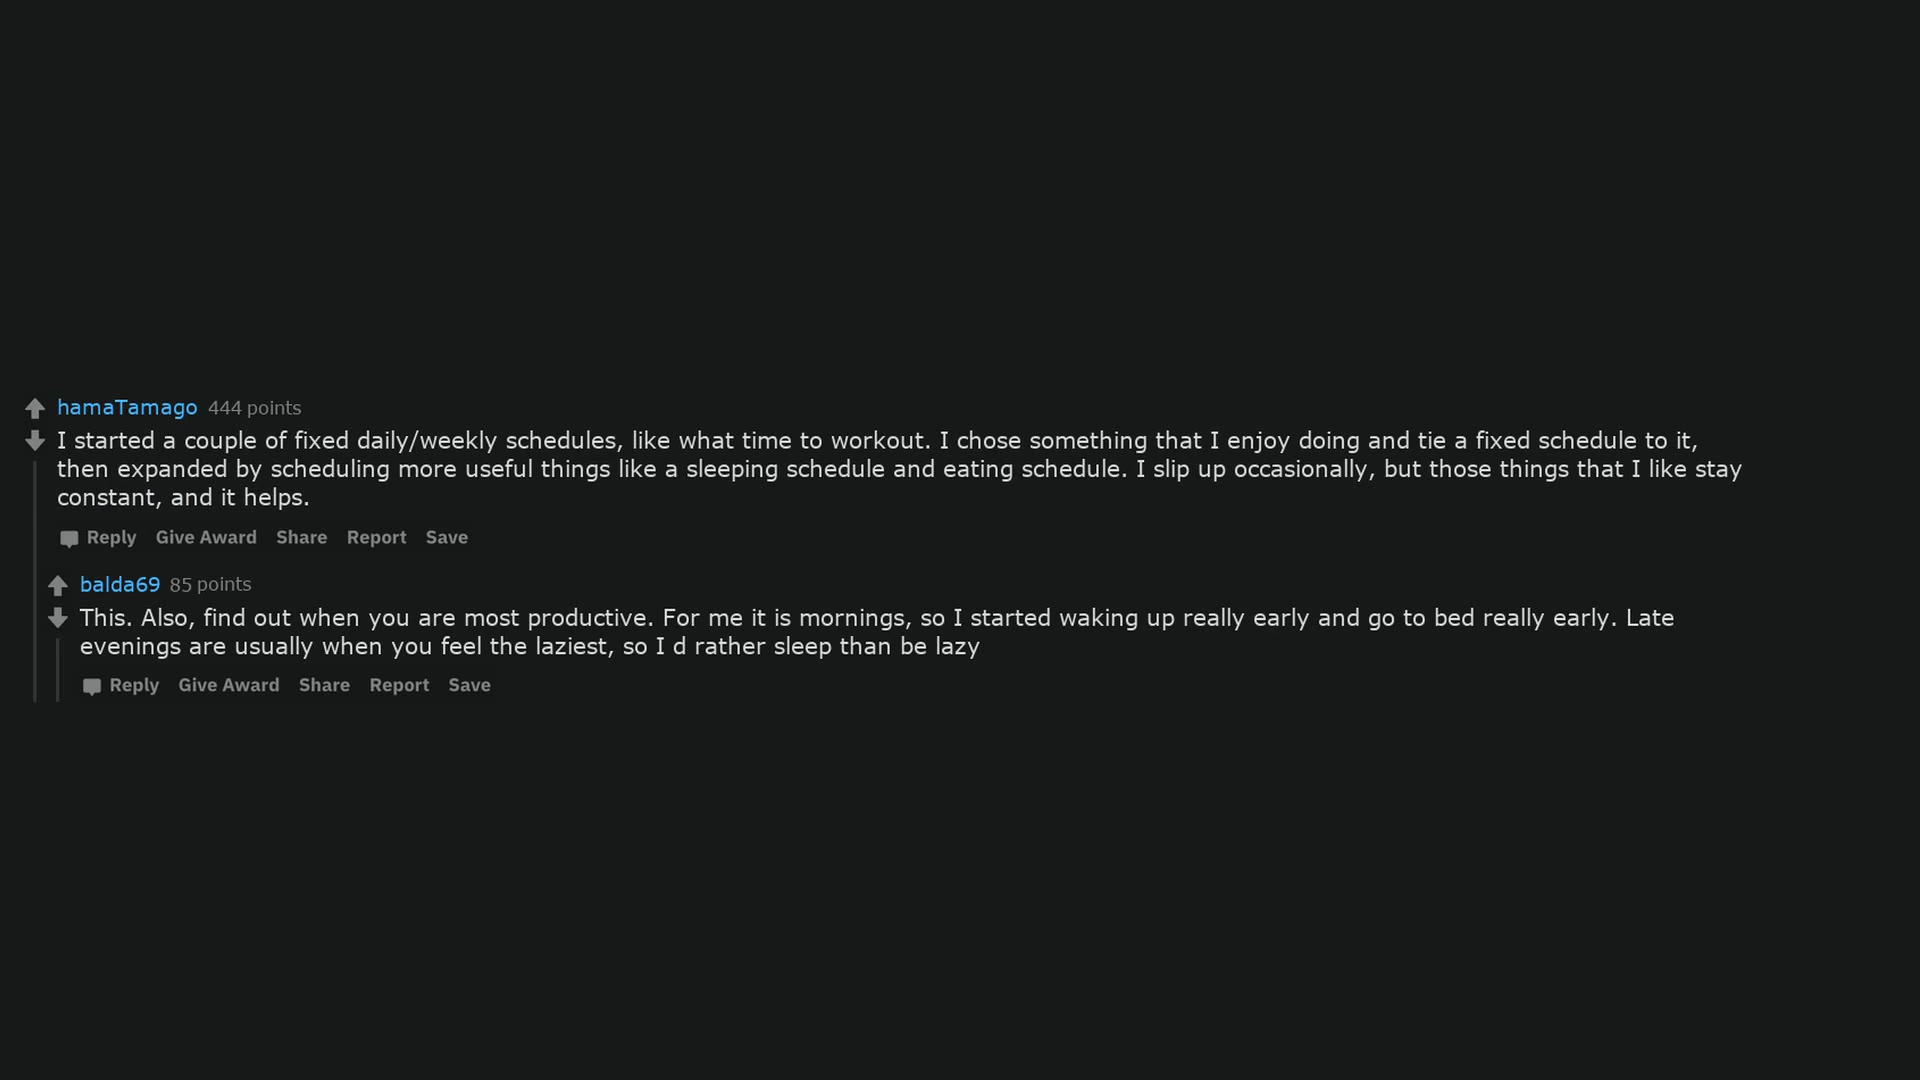 hamaTamago 444 points
I started a couple of fixed daily/weekly schedules, like what time to workout. I chose something that I enjoy doing and tie a fixed schedule to it,
then expanded by scheduling more useful things like a sleeping schedule and eating schedule. I slip up occasionally, but those things that I like stay
constant, and it helps.
Reply Give Award Share Report Save
balda69 85 points
This. Also, find out when you are most productive. For me it is mornings, so I started waking up really early and go to bed really early. Late
evenings are usually when you feel the laziest, so I d rather sleep than be lazy
Reply Give Award Share Report Save